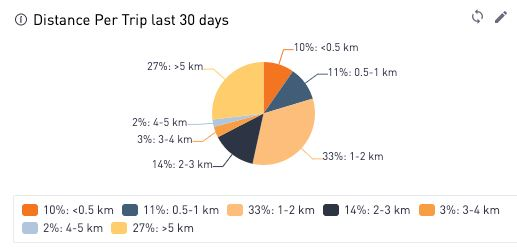 Distance Per Trip last 30 days
10%: <0.5 km
27%: >5 km
11%: 0.5-1 km
2%: 4-5 km
3%: 3-4 km
14%: 2-3 km
33%: 1-2 km
10%: <0.5 km 11%: 0.5-1 km 33%: 1-2 km 14%: 2-3 km 3%: 3-4 km
2%: 4-5 km 27%: >5 km